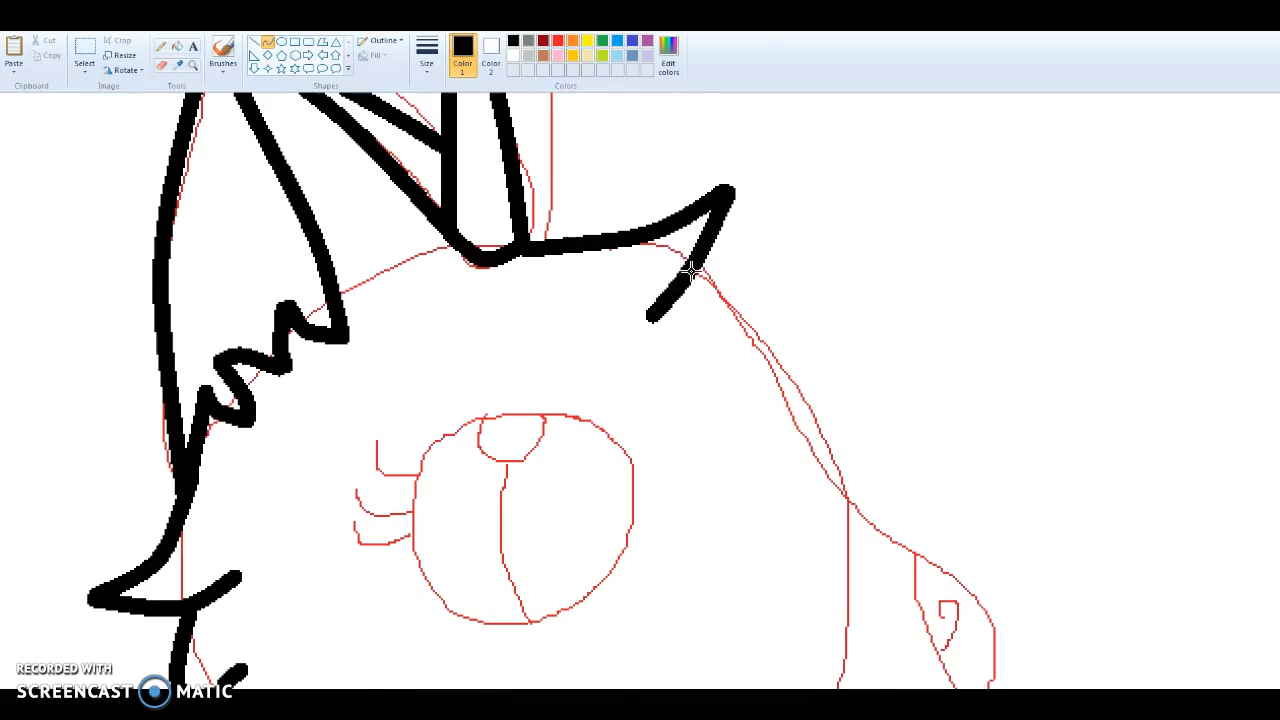 Paste
Cut
Copy
Clipboard
Select
Crop
Resize
Rotate
Image
A
Tools
Brushes
Outline
Fill
Shapes
Size
Color 1
Color 2
Edit colors
Colors
RECORDED WITH
SCREENCAST MATIC